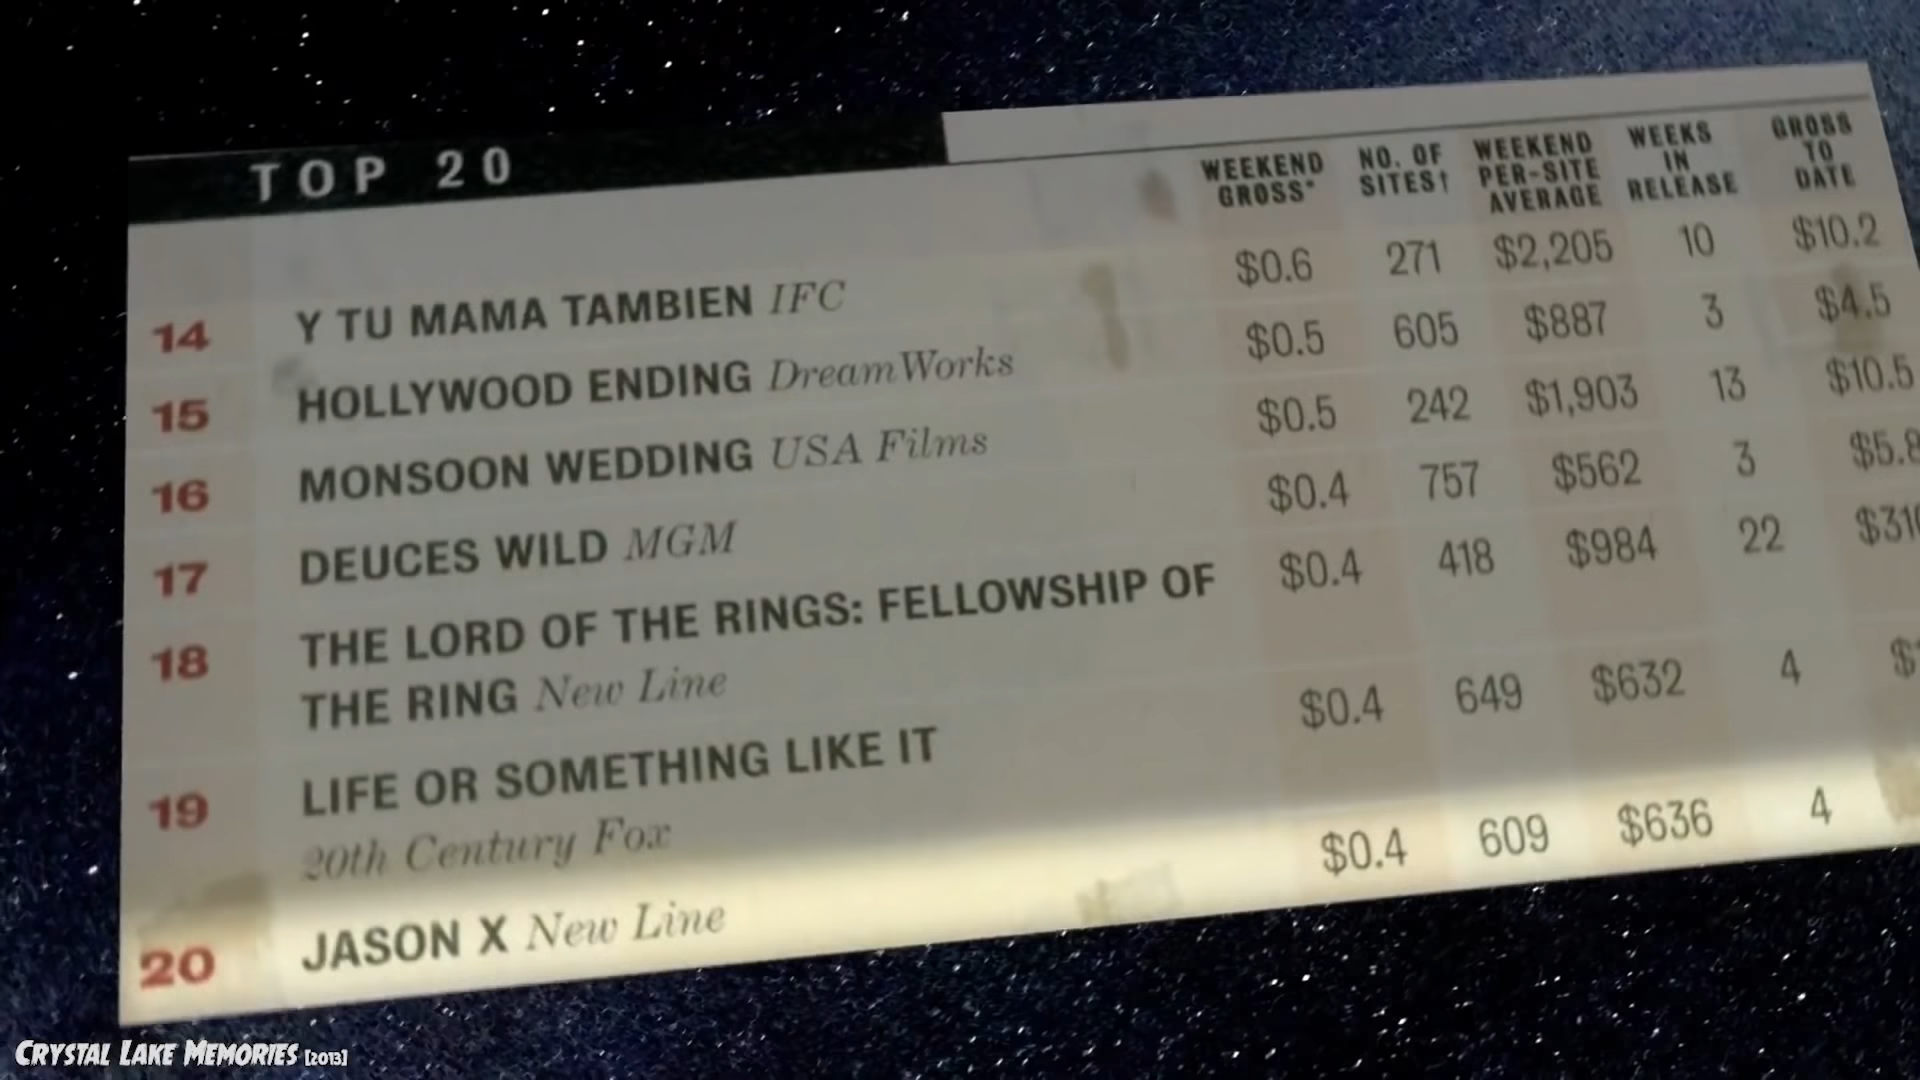 TOP 20
WEEKEND GROSS*
NO. OF SITES†
WEEKEND PER-SITE AVERAGE
WEEKS IN RELEASE
GROSS TO DATE
14 Y TU MAMA TAMBIEN IFC $0.6 271 $2,205 10 $10.2
15 HOLLYWOOD ENDING DreamWorks $0.5 605 $887 3 $4.5
16 MONSOON WEDDING USA Films $0.5 242 $1,903 13 $10.5
17 DEUCES WILD MGM $0.4 757 $562 3 $5.8
18 THE LORD OF THE RINGS: FELLOWSHIP OF $0.4 418 $984 22
THE RING New Line
19 LIFE OR SOMETHING LIKE IT $0.4 649 $632 4
20th Century Fox
20 JASON X New Line $0.4 609 $636 4
CRYSTAL LAKE MEMORIES [2013]